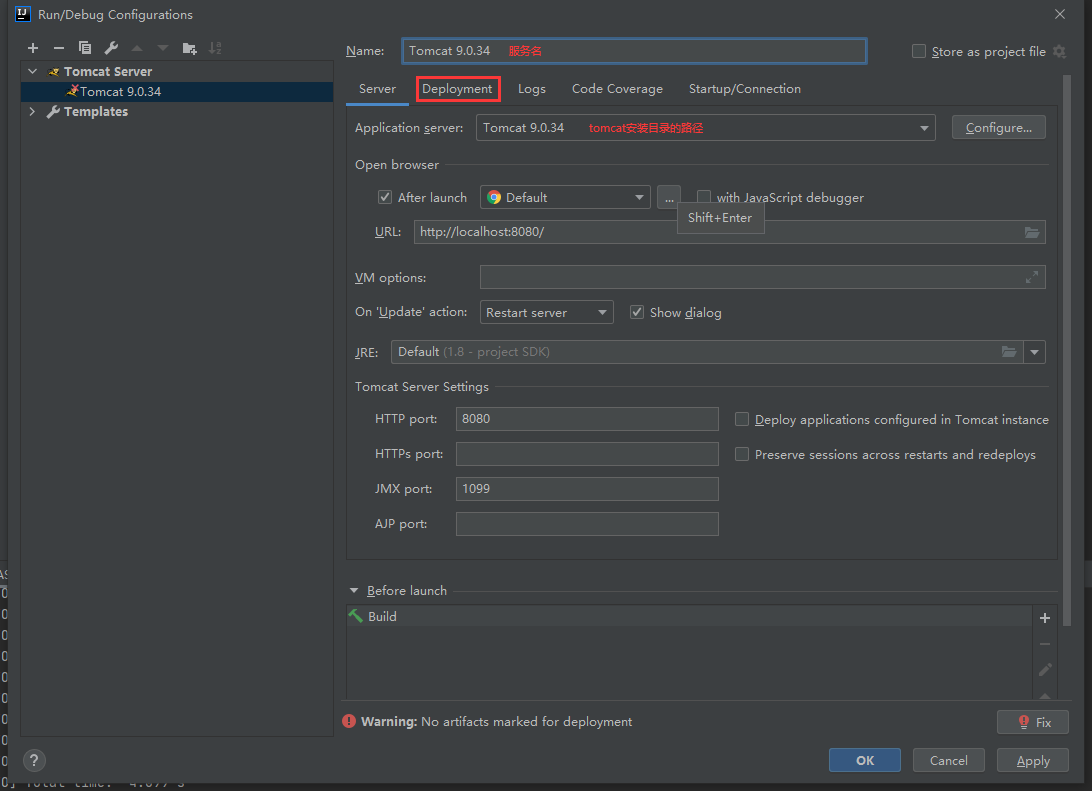 Run/Debug Configurations
Name: Tomcat 9.0.34 服务名 Store as project file
Tomcat Server
Tomcat 9.0.34
Templates
Server Deployment Logs Code Coverage Startup/Connection
Application server: Tomcat 9.0.34 tomcat安装目录的路径 Configure...
Open browser
After launch Default ... with JavaScript debugger
Shift+Enter
URL: http://localhost:8080/
VM options:
On 'Update' action: Restart server Show dialog
JRE: Default (1.8 - project SDK)
Tomcat Server Settings
HTTP port: 8080 Deploy applications configured in Tomcat instance
HTTPs port: Preserve sessions across restarts and redeploys
JMX port: 1099
AJP port:
Before launch
Build
Warning: No artifacts marked for deployment Fix
? OK Cancel Apply